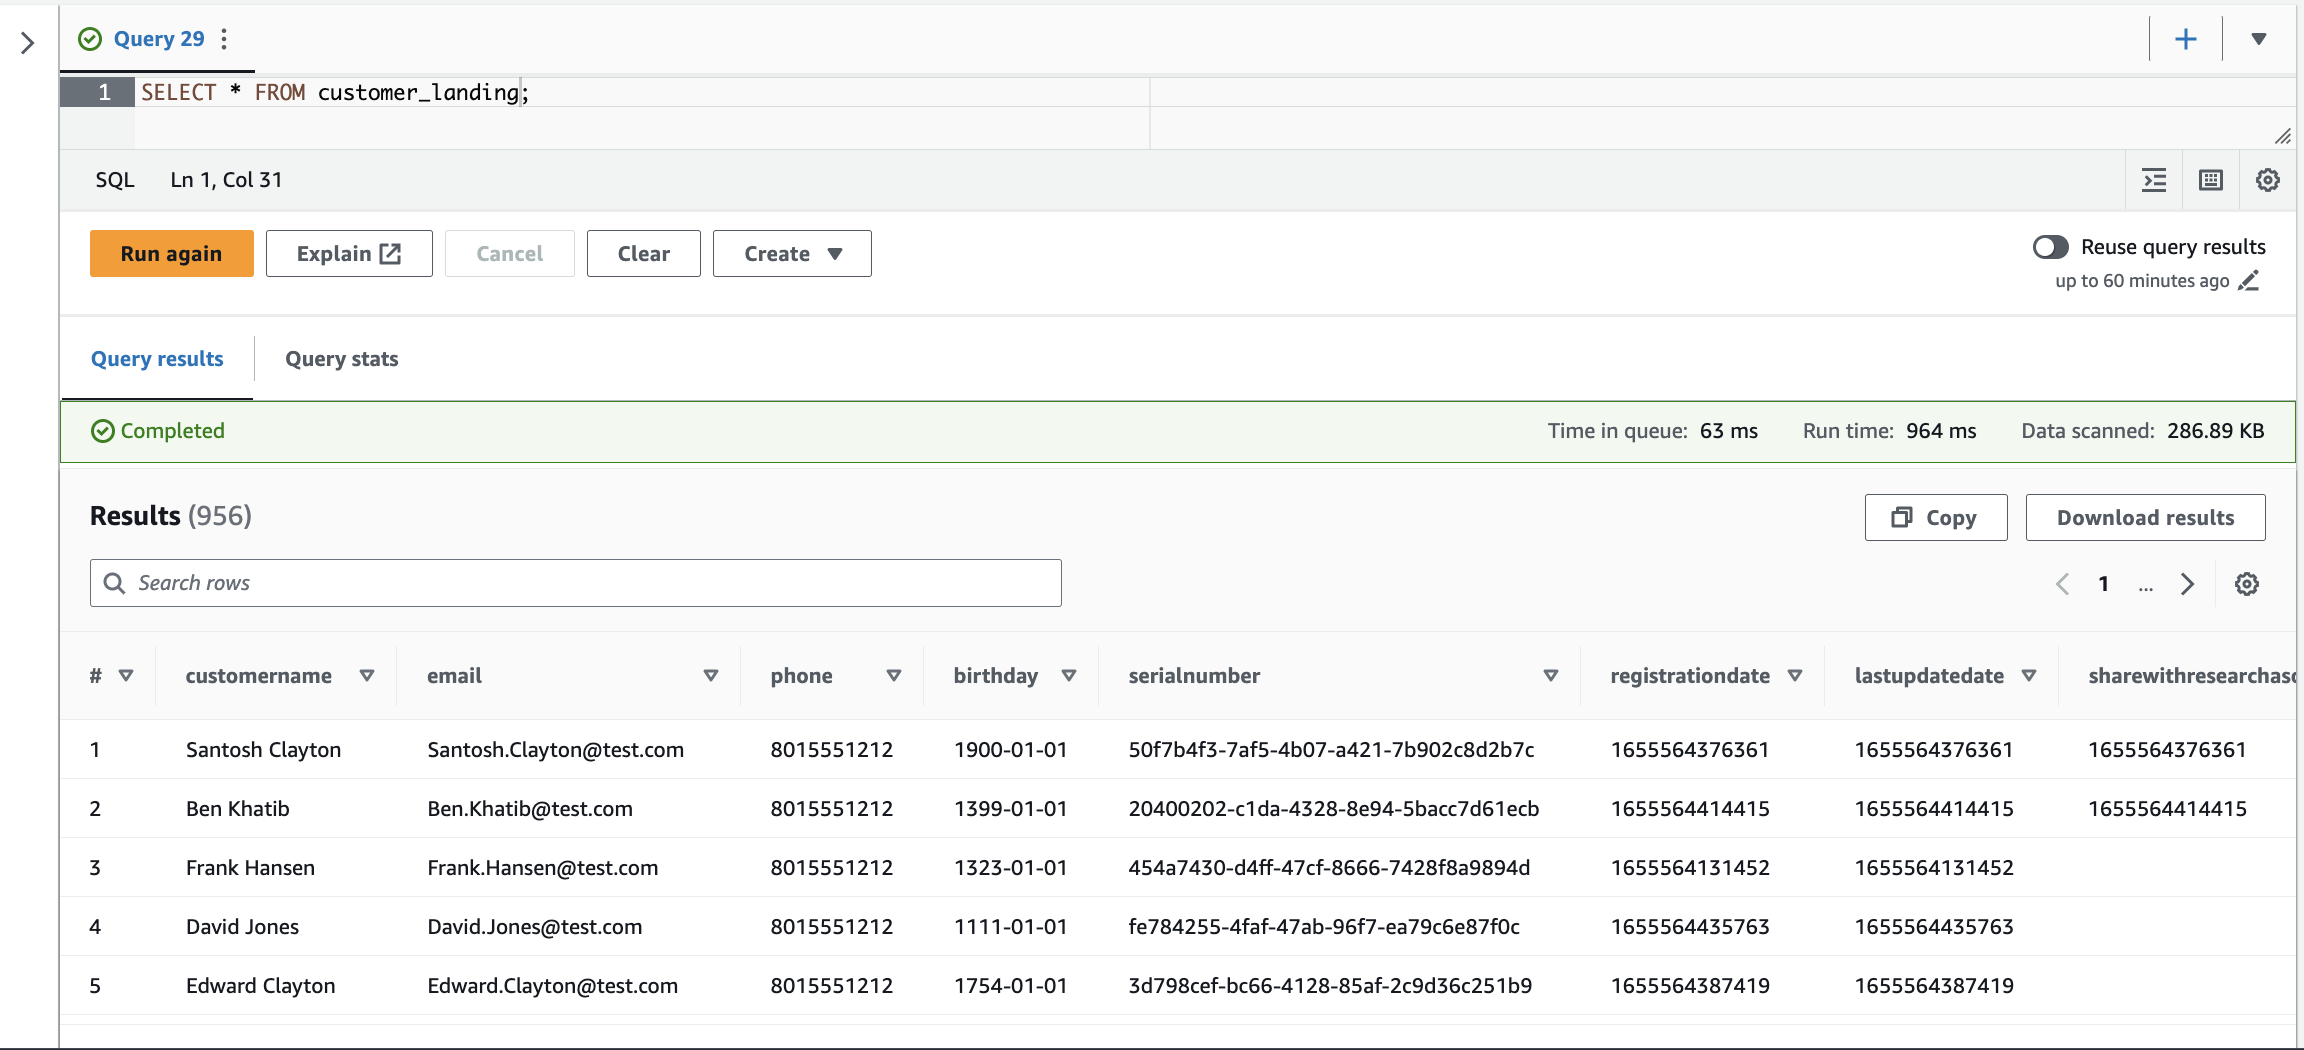 Query 29
1 SELECT * FROM customer_landing;
SQL Ln 1, Col 31
Run again Explain Cancel Clear Create Reuse query results
up to 60 minutes ago
Query results Query stats
Completed Time in queue: 63 ms Run time: 964 ms Data scanned: 286.89 KB
Results (956) Copy Download results
Search rows 1 ...
# customername email phone birthday serialnumber registrationdate lastupdatedate sharewithresearchaso
1 Santosh Clayton Santosh.Clayton@test.com 8015551212 1900-01-01 50f7b4f3-7af5-4b07-a421-7b902c8d2b7c 1655564376361 1655564376361 1655564376361
2 Ben Khatib Ben.Khatib@test.com 8015551212 1399-01-01 20400202-c1da-4328-8e94-5bacc7d61ecb 1655564414415 1655564414415 1655564414415
3 Frank Hansen Frank.Hansen@test.com 8015551212 1323-01-01 454a7430-d4ff-47cf-8666-7428f8a9894d 1655564131452 1655564131452
4 David Jones David.Jones@test.com 8015551212 1111-01-01 fe784255-4faf-47ab-96f7-ea79c6e87f0c 1655564435763 1655564435763
5 Edward Clayton Edward.Clayton@test.com 8015551212 1754-01-01 3d798cef-bc66-4128-85af-2c9d36c251b9 1655564387419 1655564387419